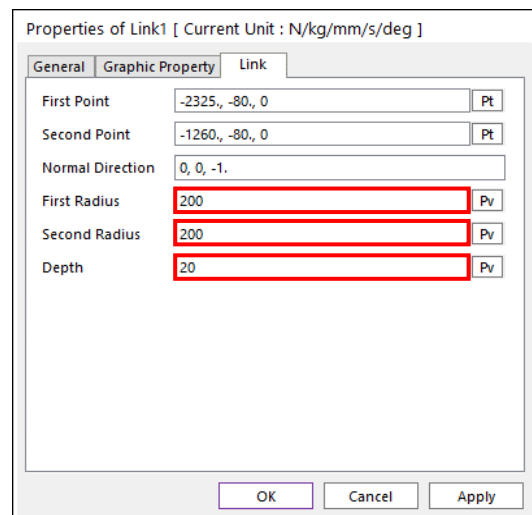 Properties of Link1 [ Current Unit : N/kg/mm/s/deg ]
General Graphic Property Link
First Point -2325., -80., 0 Pt
Second Point -1260., -80., 0 Pt
Normal Direction 0, 0, -1.
First Radius 200 Pv
Second Radius 200 Pv
Depth 20 Pv
OK Cancel Apply